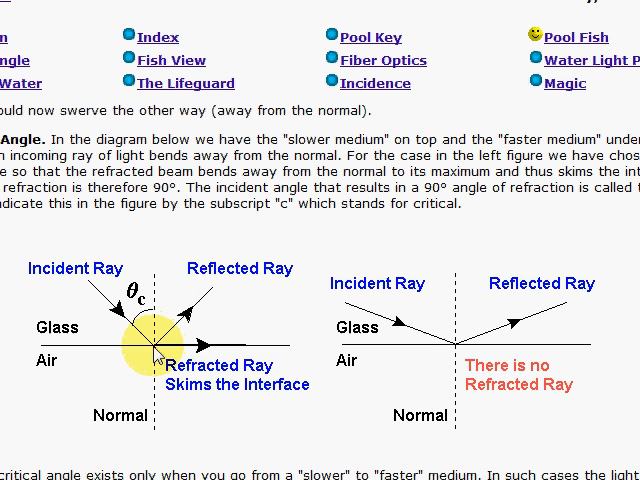 n Index Pool Key Pool Fish
ngle Fish View Fiber Optics Water Light P
Water The Lifeguard Incidence Magic
ould now swerve the other way (away from the normal).
Angle. In the diagram below we have the "slower medium" on top and the "faster medium" unde
n incoming ray of light bends away from the normal. For the case in the left figure we have chos
e so that the refracted beam bends away from the normal to its maximum and thus skims the int
refraction is therefore 90°. The incident angle that results in a 90° angle of refraction is called t
ndicate this in the figure by the subscript "c" which stands for critical.
Incident Ray Reflected Ray
θc
Glass
Air
Refracted Ray
Skims the Interface
Normal
Incident Ray Reflected Ray
Glass
Air
There is no
Refracted Ray
Normal
critical angle exists only when you go from a "slower" to "faster" medium. In such cases the light